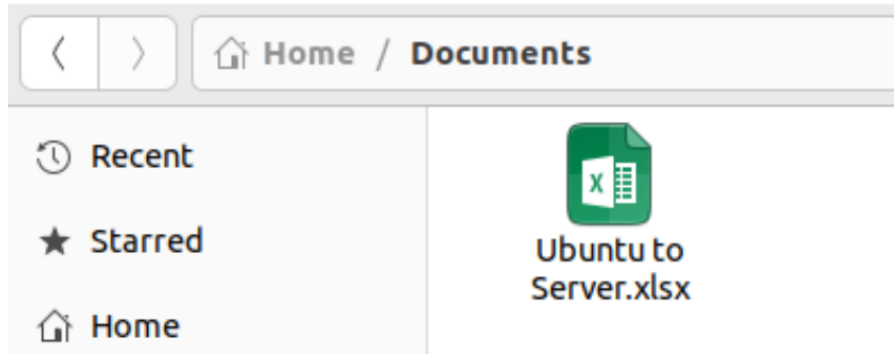 Home / Documents
Recent
Starred
Home
X
Ubuntu to
Server.xlsx